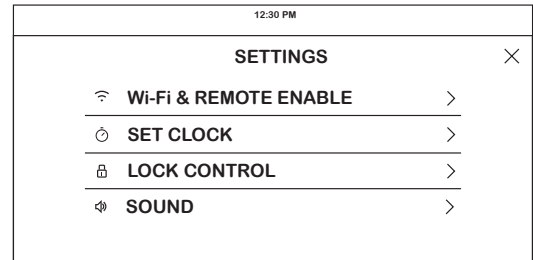 12:30 PM
SETTINGS
Wi-Fi & REMOTE ENABLE
SET CLOCK
LOCK CONTROL
SOUND